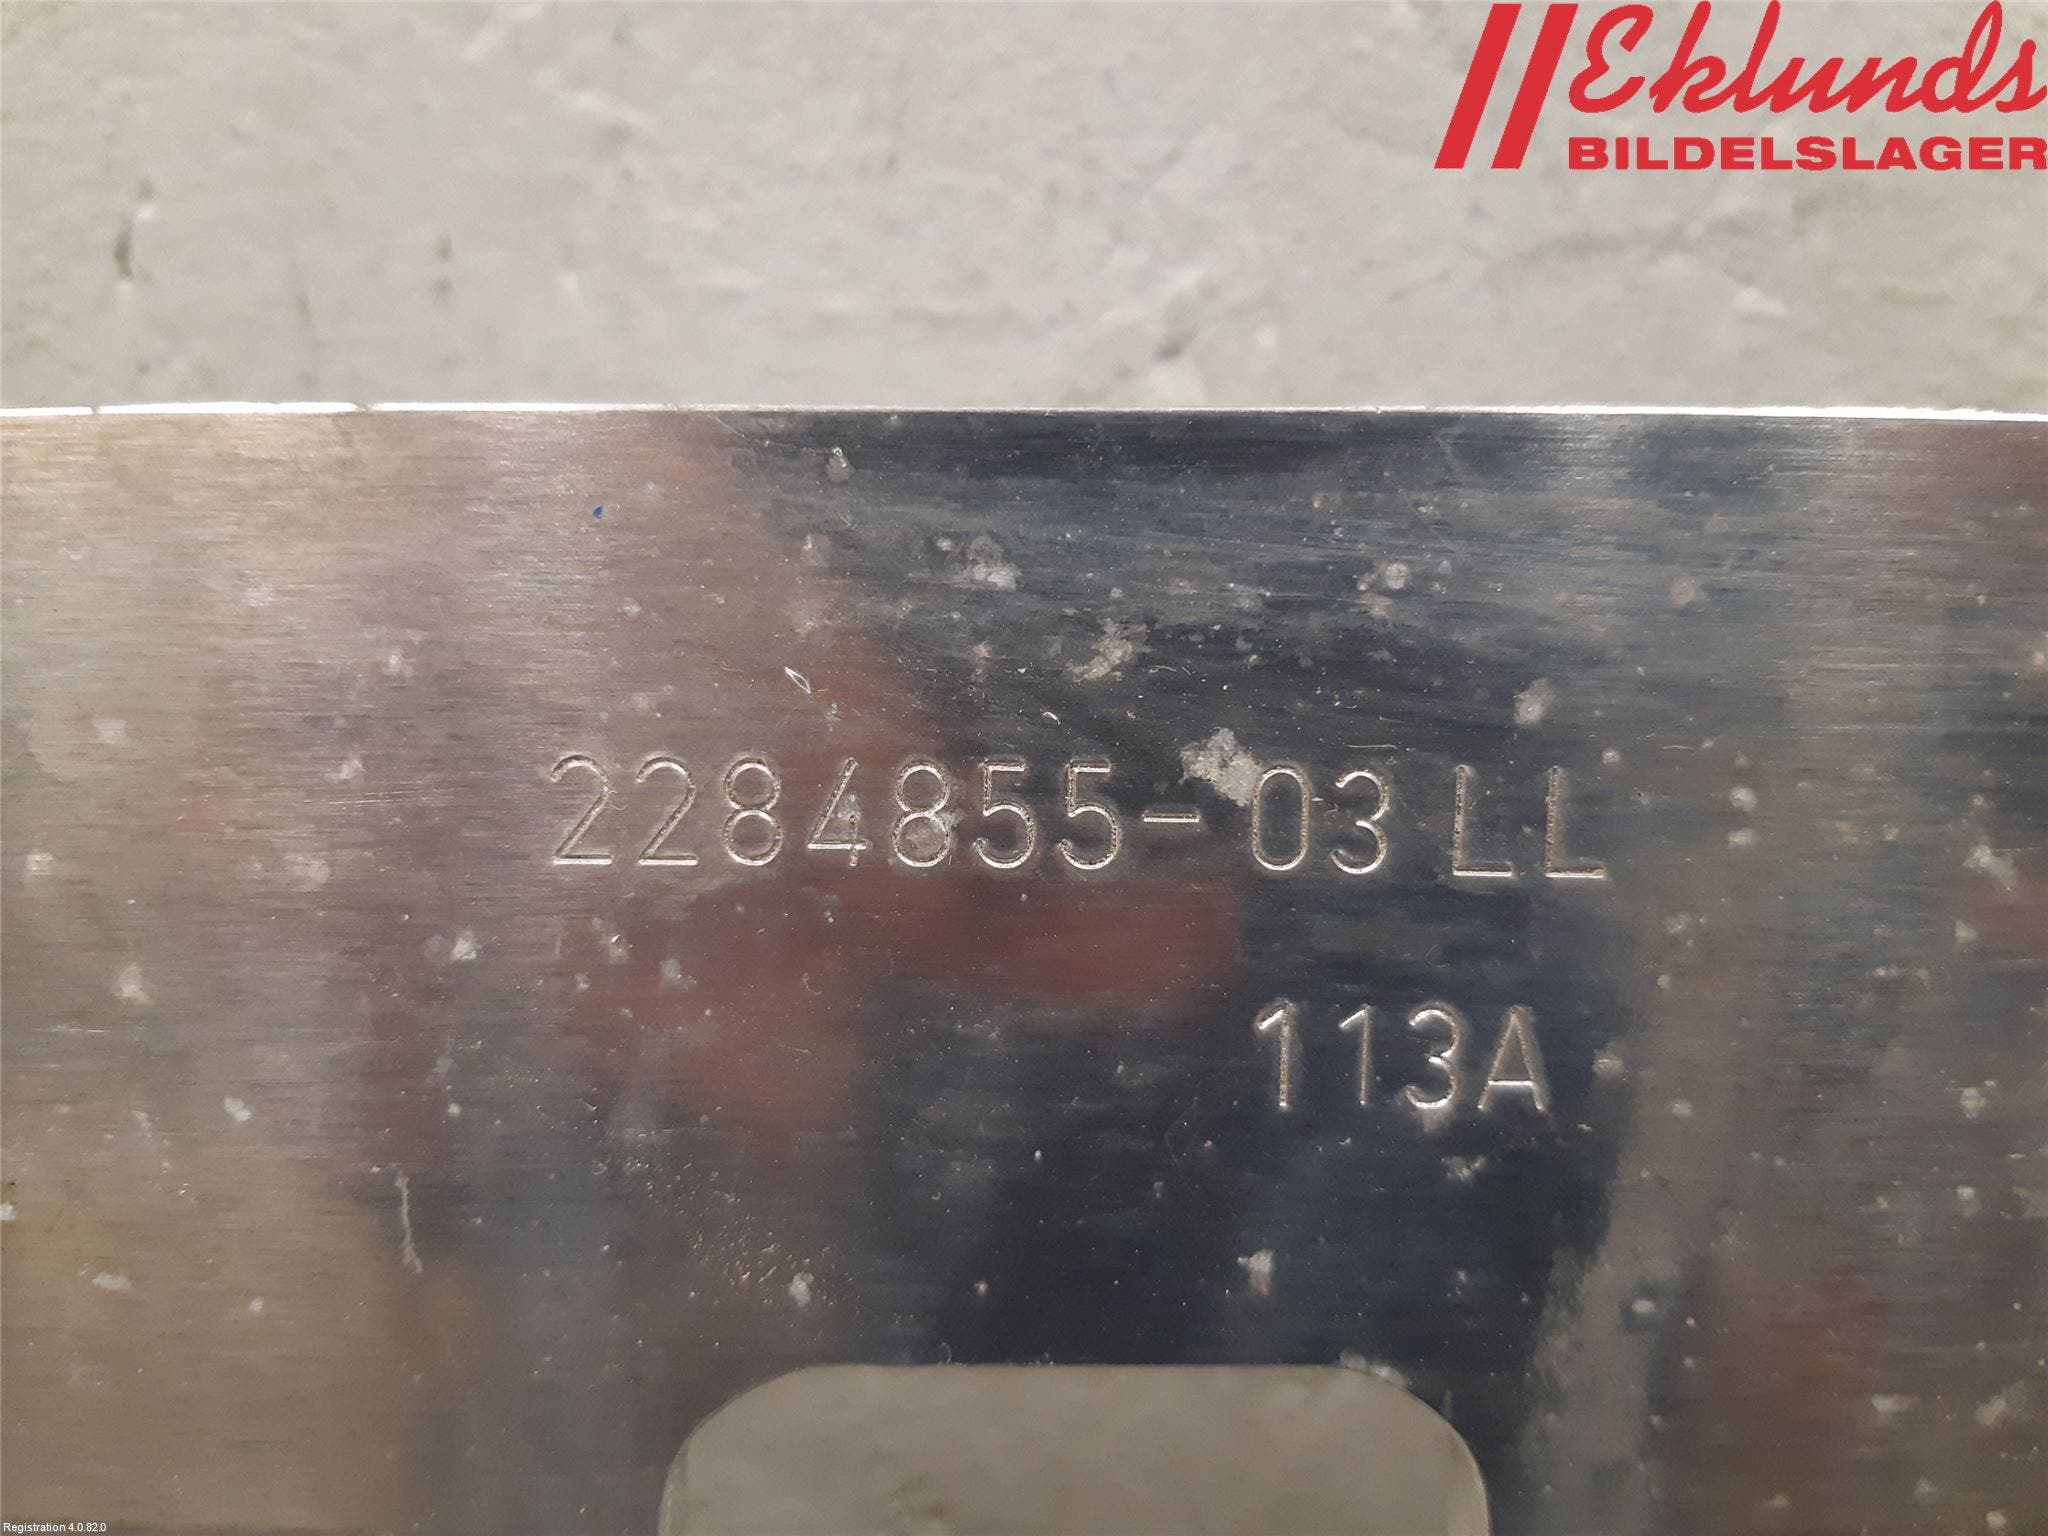 Eklunds
BILDELSLAGER
2284855-03 LL
113A
Registration 4.0.82.0